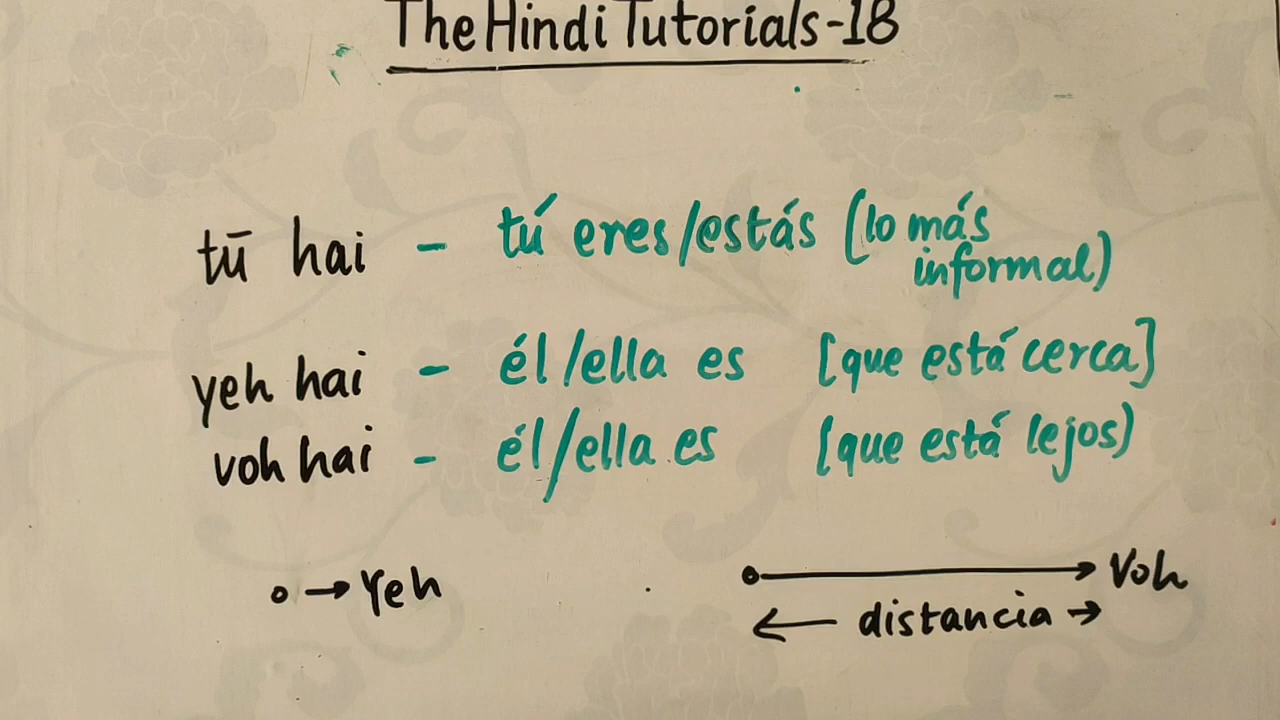 The Hindi Tutorials-18
tū hai - tú eres/estás (lo más
informal)
yeh hai - él/ella es [que está cerca]
voh hai - él/ella es [que está lejos)
→ Yeh
→ Voh
← distancia →